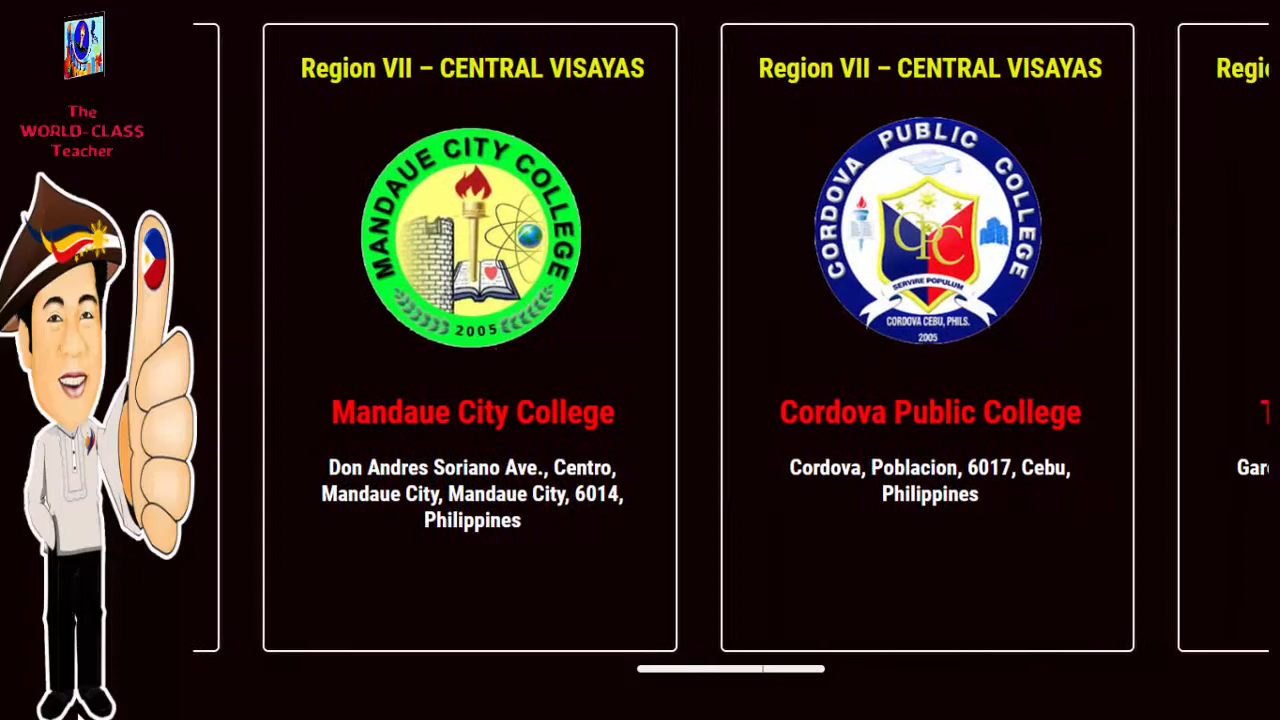 The
WORLD-CLASS
Teacher
Region VII – CENTRAL VISAYAS
MANDAUE CITY COLLEGE
2005
Mandaue City College
Don Andres Soriano Ave., Centro,
Mandaue City, Mandaue City, 6014,
Philippines
Region VII – CENTRAL VISAYAS
CORDOVA PUBLIC COLLEGE
CPC
SERVIRE POPULUM
CORDOVA CEBU, PHILS.
2005
Cordova Public College
Cordova, Poblacion, 6017, Cebu,
Philippines